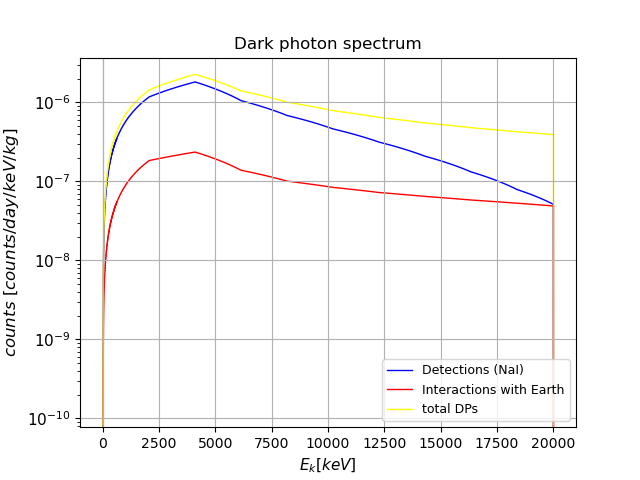 Dark photon spectrum
counts [counts/day/keV/kg]
10⁻⁶
10⁻⁷
10⁻⁸
10⁻⁹
10⁻¹⁰
Detections (NaI)
Interactions with Earth
total DPs
0 2500 5000 7500 10000 12500 15000 17500 20000
Eₖ[keV]